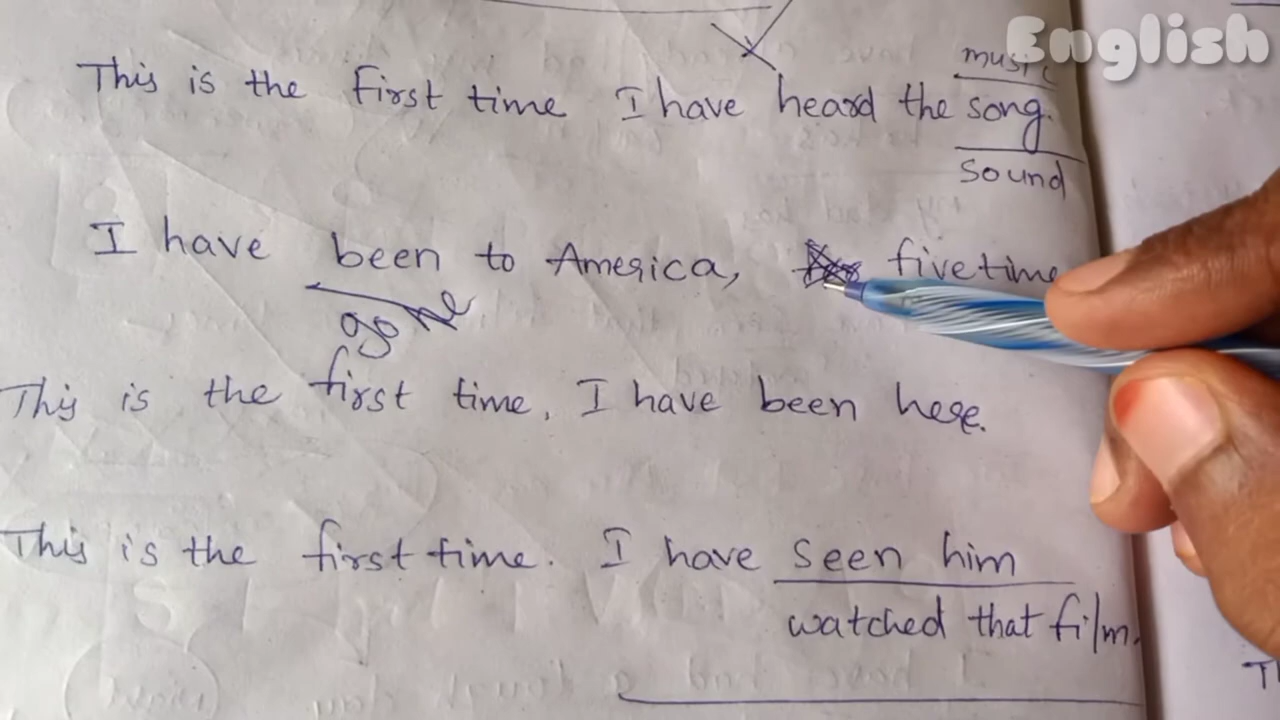 English
music
This is the first time I have heard the song.
sound
I have been to America, five time
gone
This is the first time, I have been here.
This is the first time. I have seen him
watched that film.